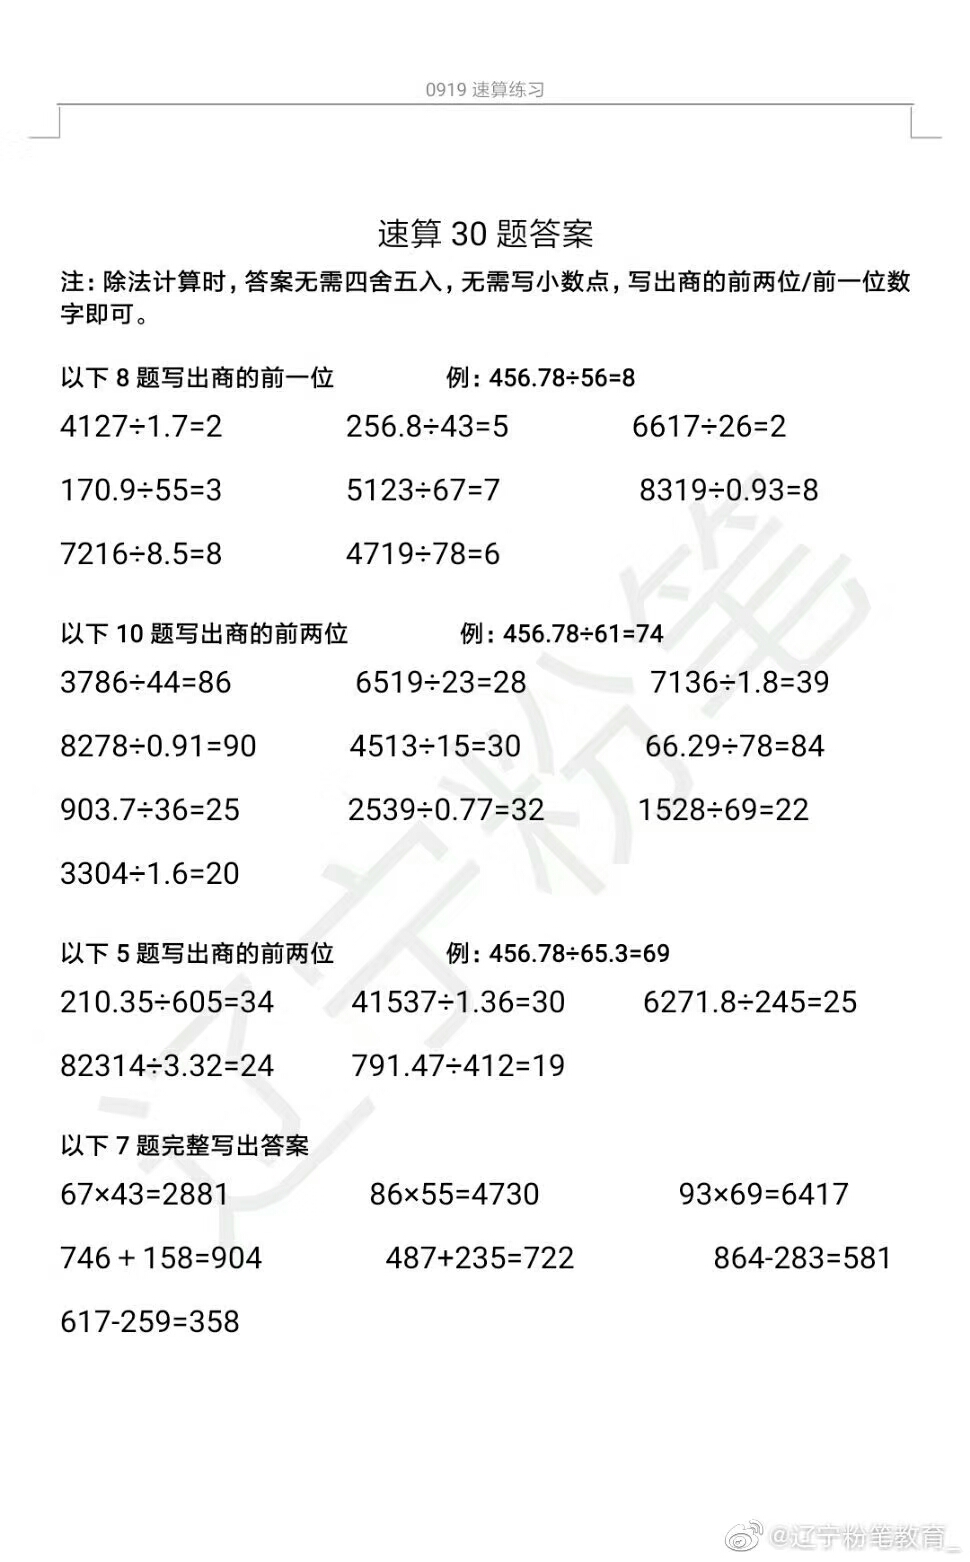 0919 速算练习
速算 30 题答案
注：除法计算时，答案无需四舍五入，无需写小数点，写出商的前两位/前一位数
字即可。
以下 8 题写出商的前一位 例：456.78÷56=8
4127÷1.7=2 256.8÷43=5 6617÷26=2
170.9÷55=3 5123÷67=7 8319÷0.93=8
7216÷8.5=8 4719÷78=6
以下 10 题写出商的前两位 例：456.78÷61=74
3786÷44=86 6519÷23=28 7136÷1.8=39
8278÷0.91=90 4513÷15=30 66.29÷78=84
903.7÷36=25 2539÷0.77=32 1528÷69=22
3304÷1.6=20
以下 5 题写出商的前两位 例：456.78÷65.3=69
210.35÷605=34 41537÷1.36=30 6271.8÷245=25
82314÷3.32=24 791.47÷412=19
以下 7 题完整写出答案
67×43=2881 86×55=4730 93×69=6417
746＋158=904 487+235=722 864-283=581
617-259=358
辽宁粉笔
@辽宁粉笔教育_